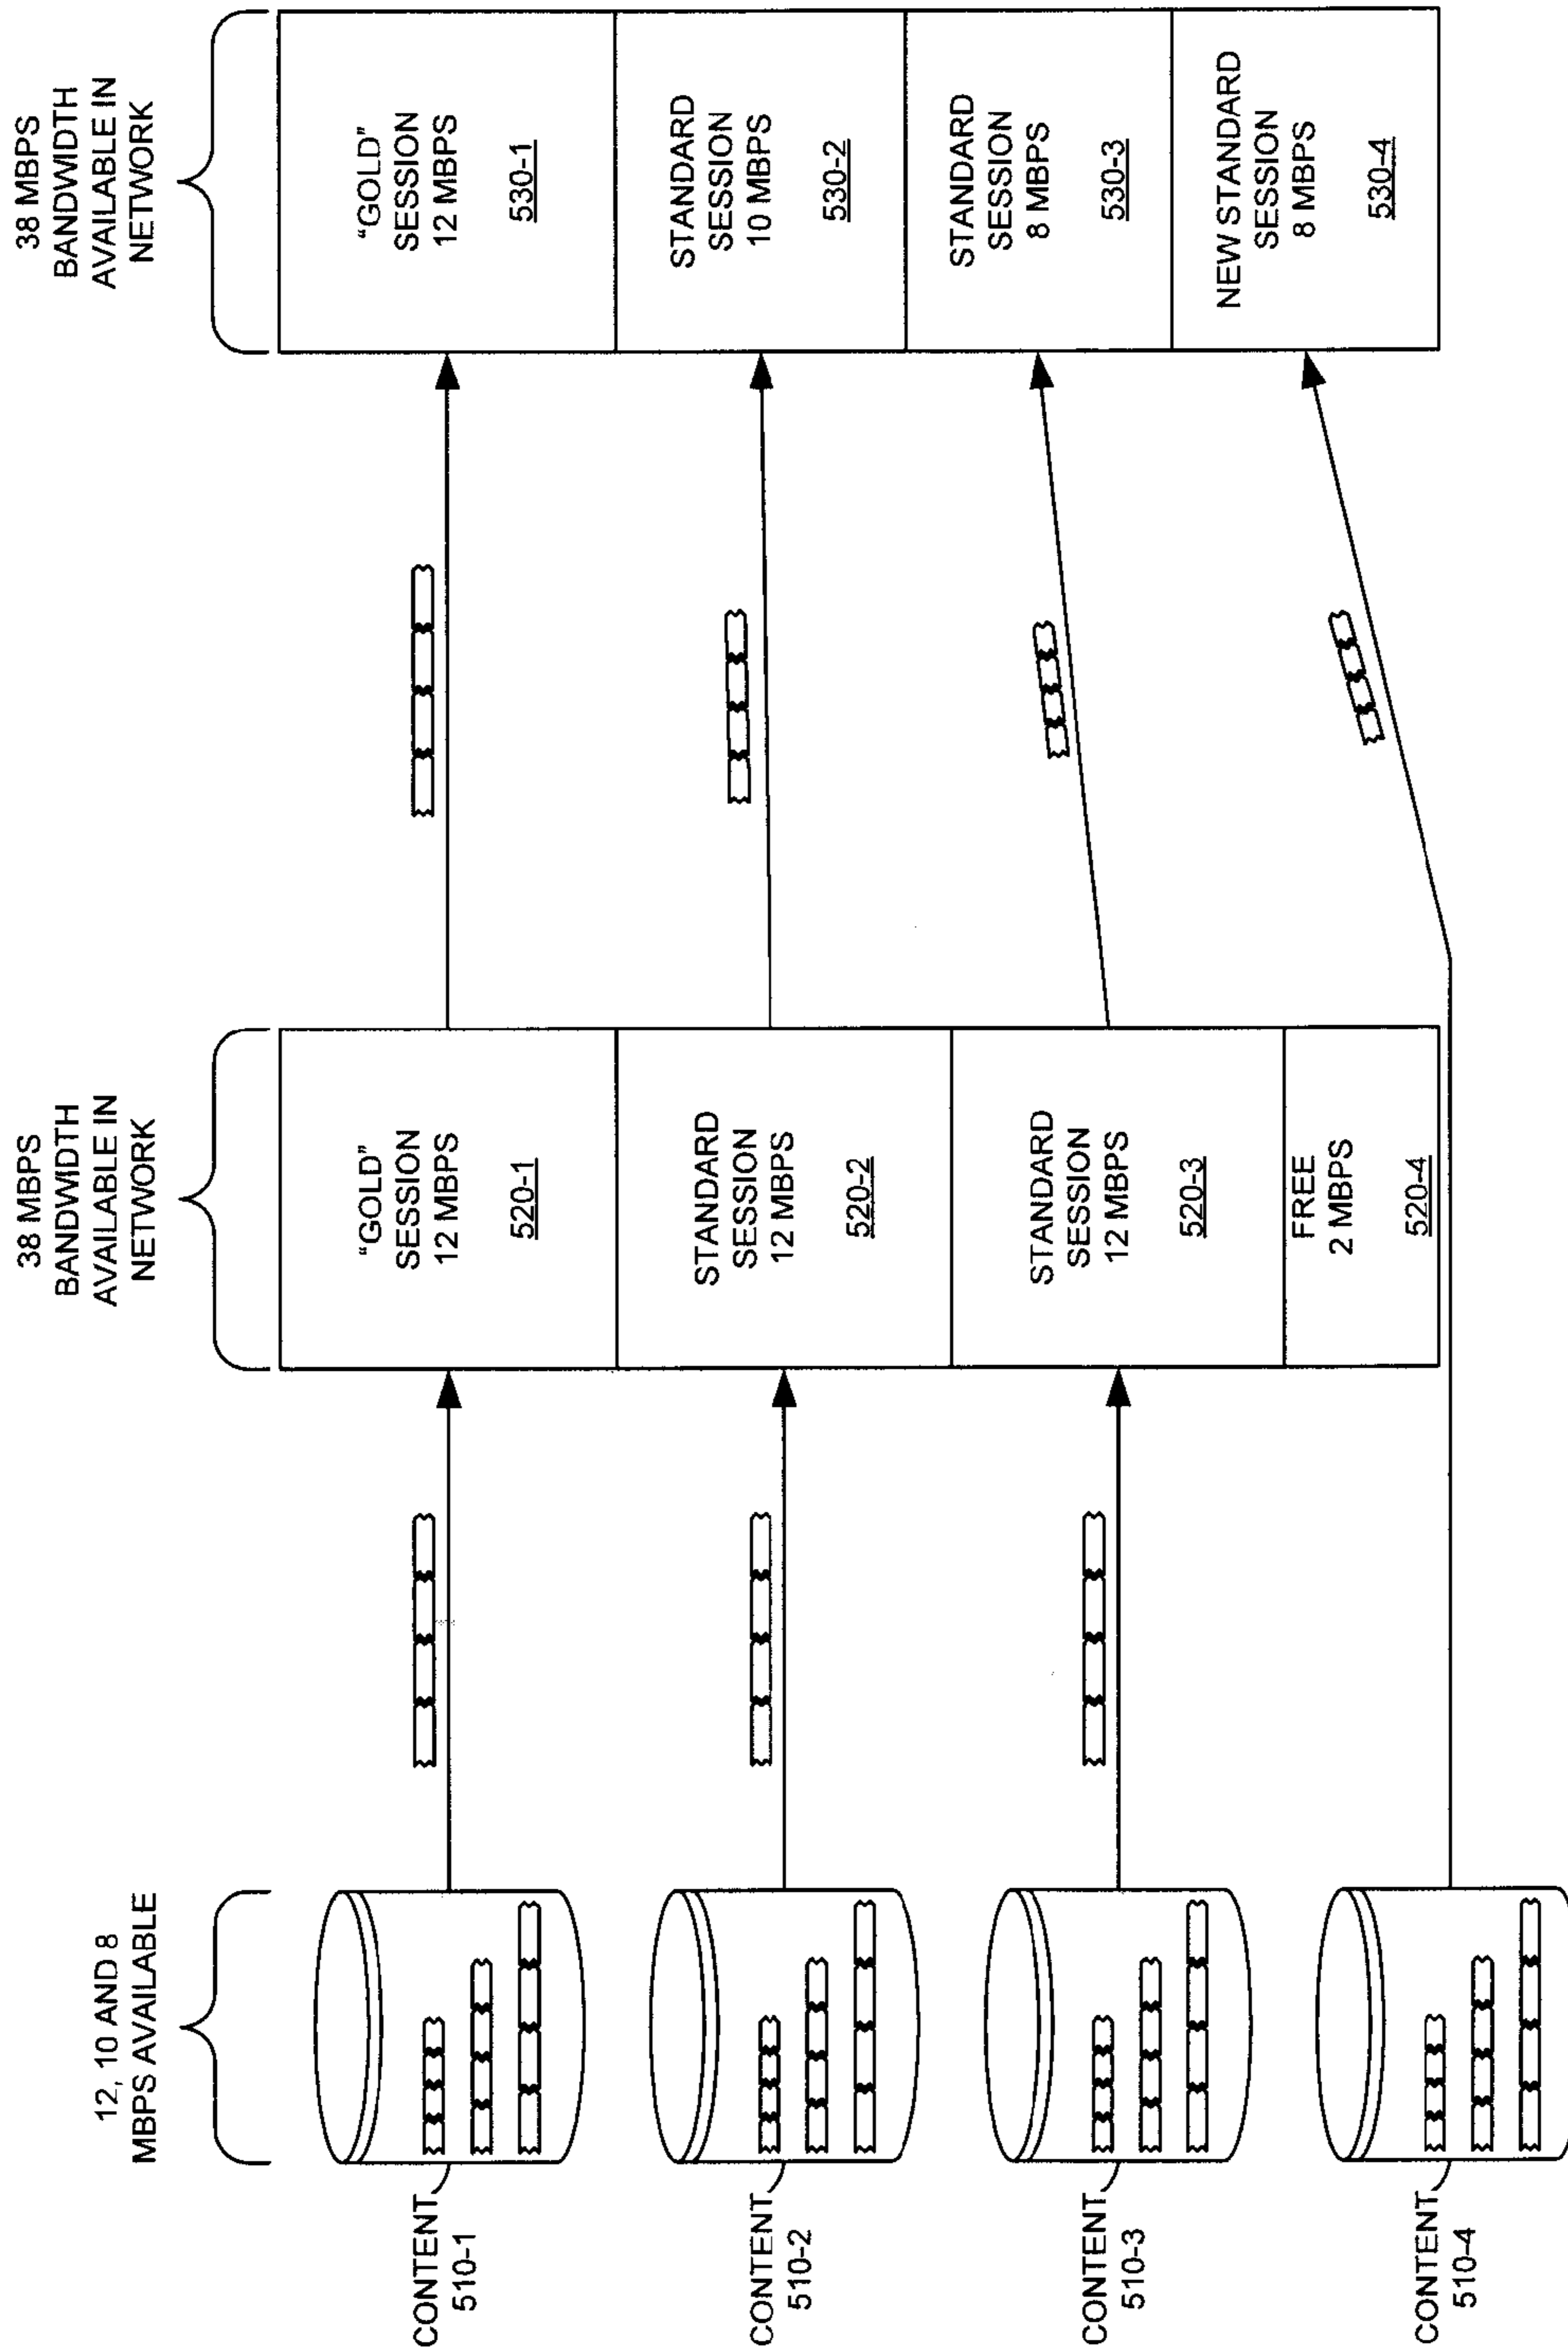 12, 10 AND 8
MBPS AVAILABLE
38 MBPS
BANDWIDTH
AVAILABLE IN
NETWORK
38 MBPS
BANDWIDTH
AVAILABLE IN
NETWORK
CONTENT
510-1
"GOLD"
SESSION
12 MBPS
520-1
"GOLD"
SESSION
12 MBPS
530-1
CONTENT
510-2
STANDARD
SESSION
12 MBPS
520-2
STANDARD
SESSION
10 MBPS
530-2
CONTENT
510-3
STANDARD
SESSION
12 MBPS
520-3
STANDARD
SESSION
8 MBPS
530-3
CONTENT
510-4
FREE
2 MBPS
520-4
NEW STANDARD
SESSION
8 MBPS
530-4